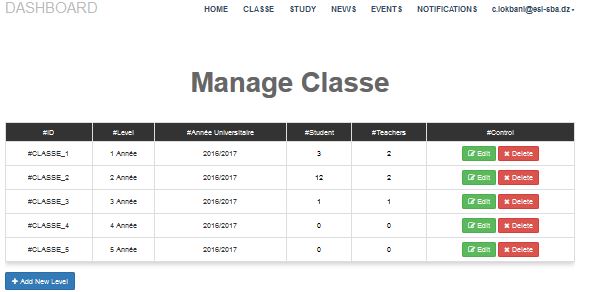 DASHBOARD HOME CLASSE STUDY NEWS EVENTS NOTIFICATIONS c.lokbani@esi-sba.dz
Manage Classe
#ID #Level #Année Universitaire #Student #Teachers #Control
#CLASSE_1 1 Année 2016/2017 3 2 Edit Delete
#CLASSE_2 2 Année 2016/2017 12 2 Edit Delete
#CLASSE_3 3 Année 2016/2017 1 1 Edit Delete
#CLASSE_4 4 Année 2016/2017 0 0 Edit Delete
#CLASSE_5 5 Année 2016/2017 0 0 Edit Delete
Add New Level